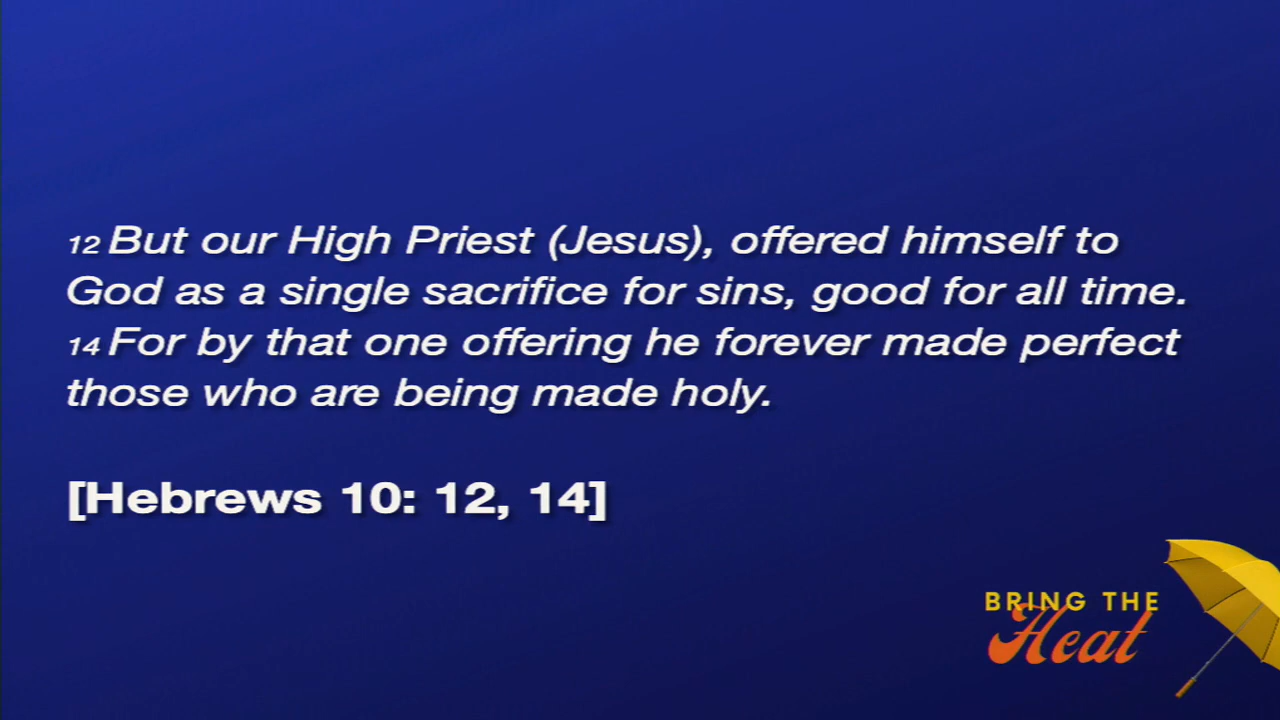 12 But our High Priest (Jesus), offered himself to
God as a single sacrifice for sins, good for all time.
14 For by that one offering he forever made perfect
those who are being made holy.
[Hebrews 10: 12, 14]
BRING THE
Heat